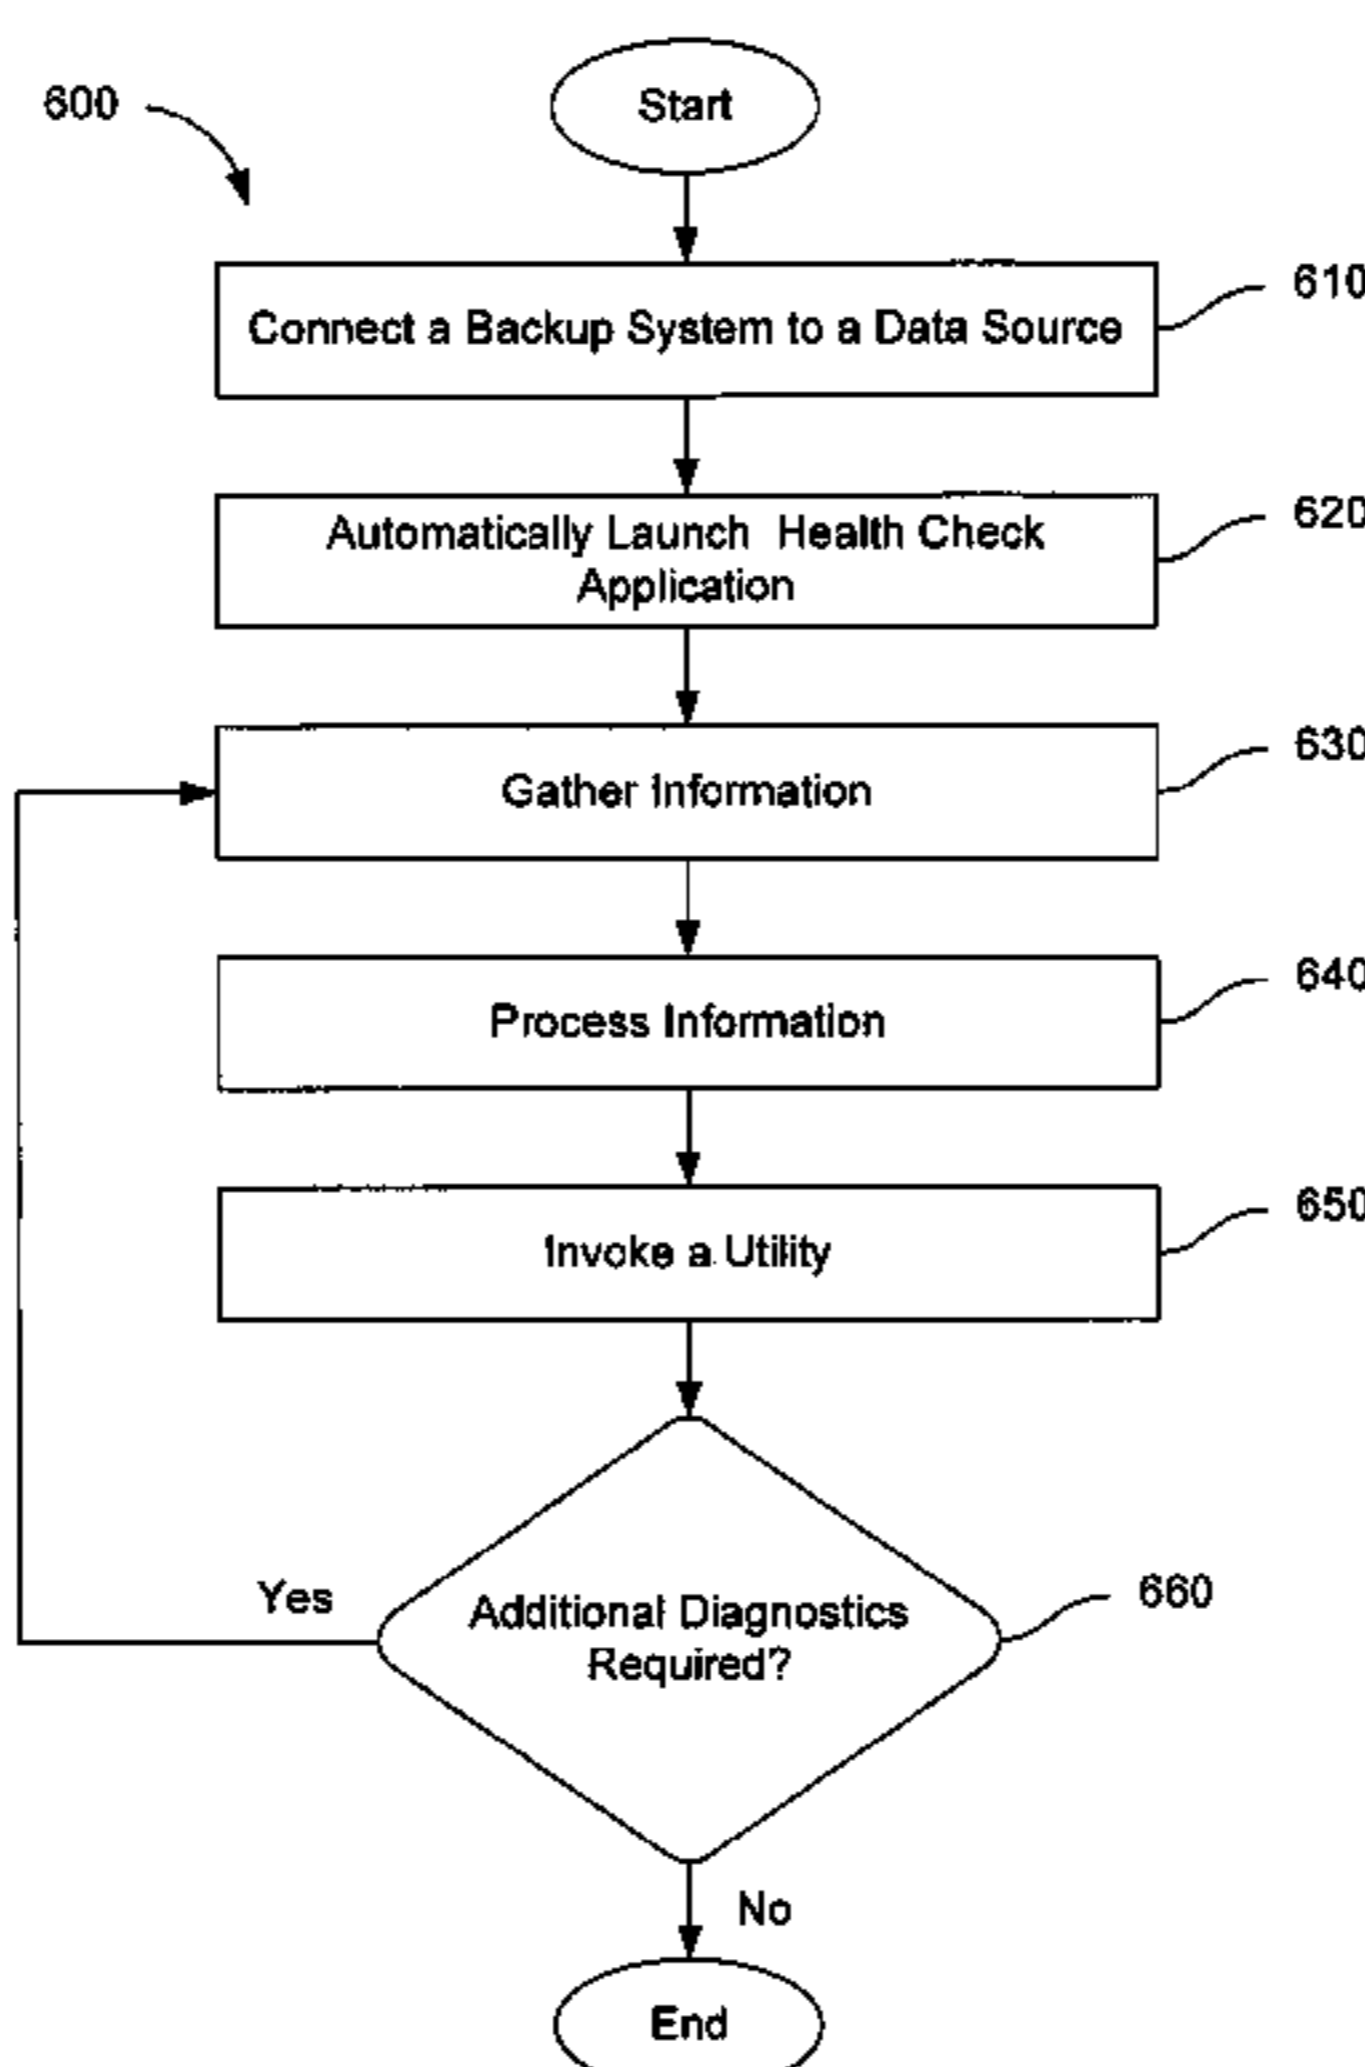 600
Start
610
Connect a Backup System to a Data Source
620
Automatically Launch Health Check
Application
630
Gather Information
640
Process Information
650
Invoke a Utility
Yes
Additional Diagnostics
Required?
660
No
End